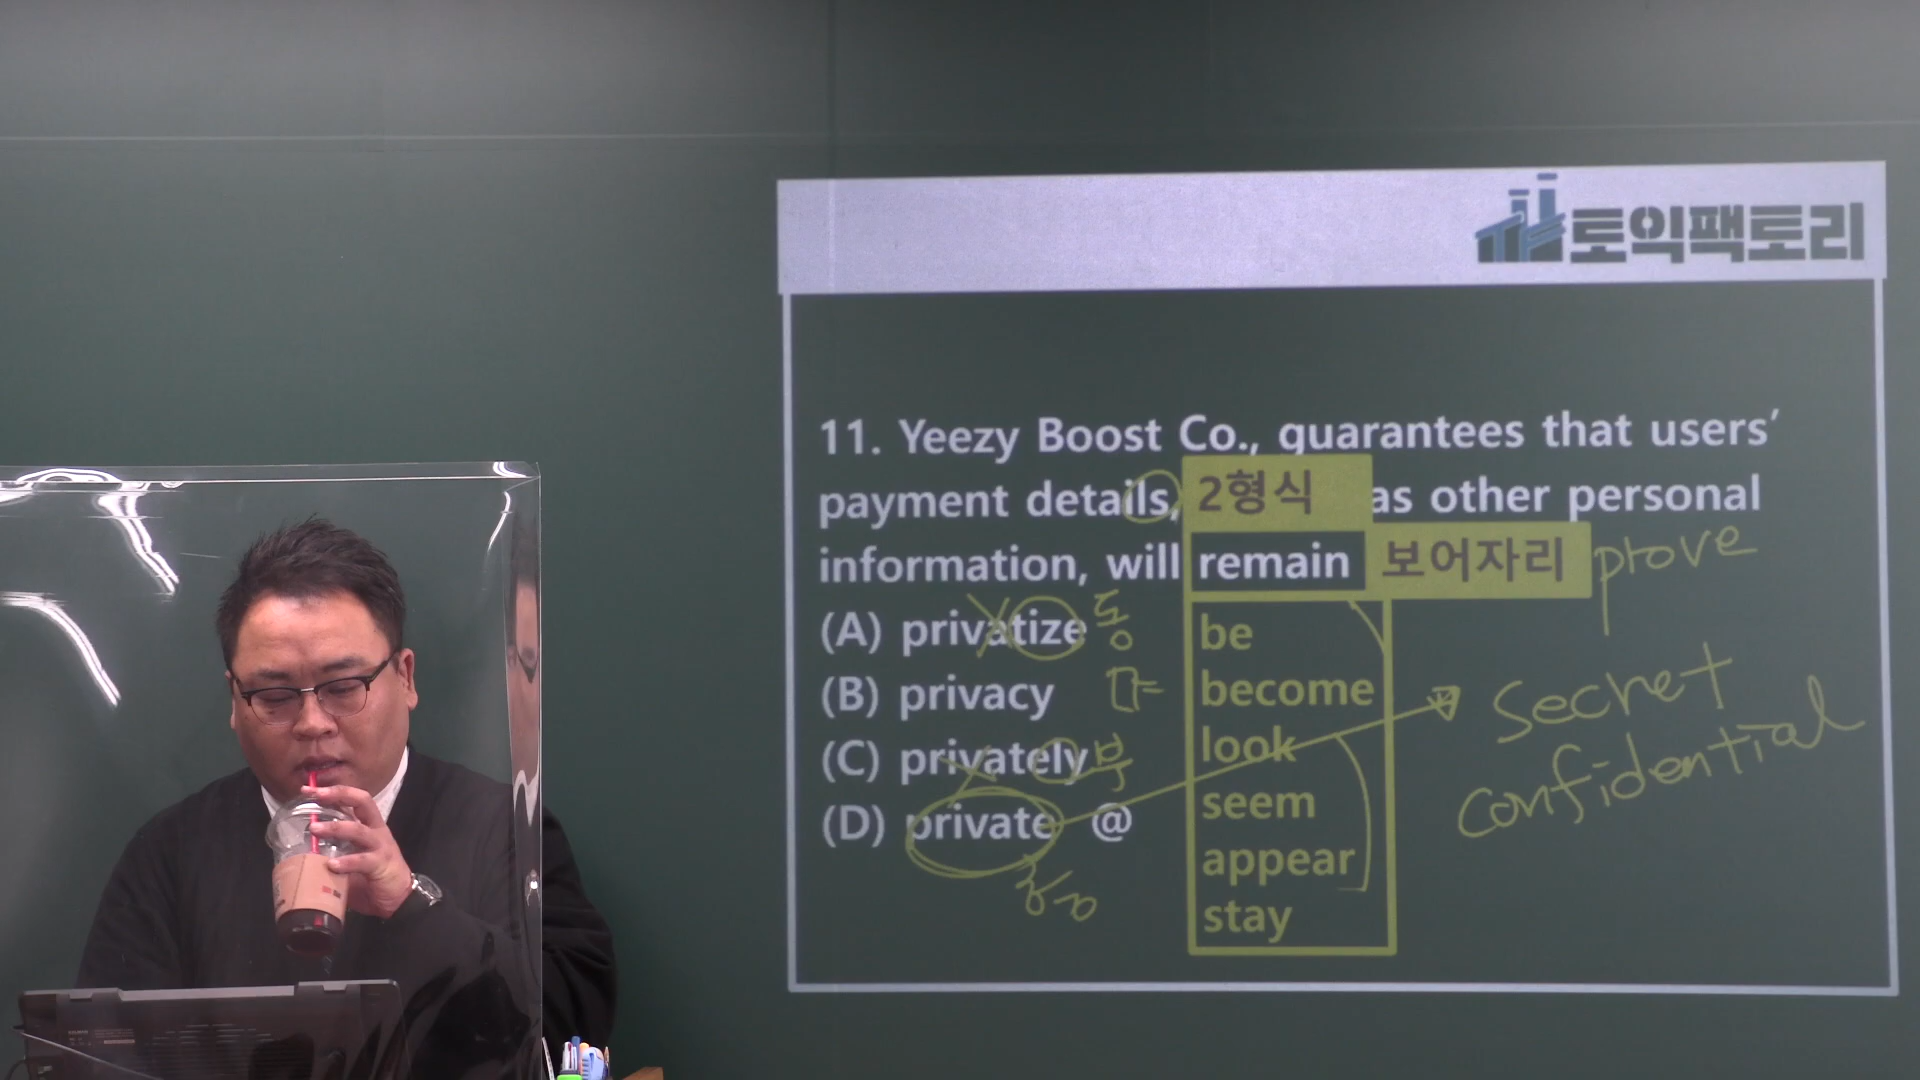 토익팩토리
11. Yeezy Boost Co., guarantees that users'
payment details, 2형식 as other personal
information, will remain 보어자리 prove
(A) privatize 동
(B) privacy
(C) privately 부
(D) private @
형
be
become
look
seem
appear
stay
secret
confidential